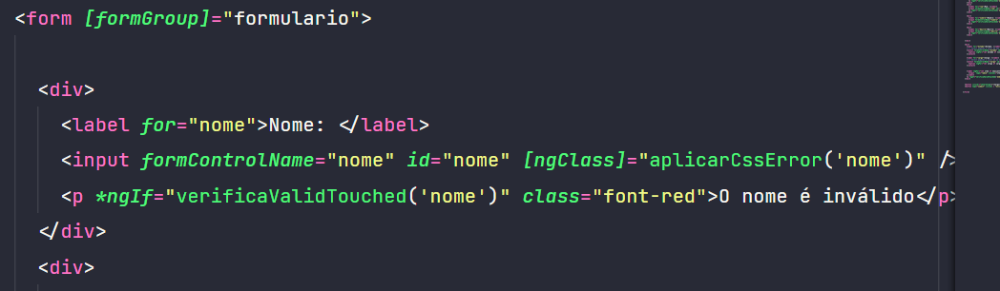 <form [formGroup]="formulario">
<div>
<label for="nome">Nome: </label>
<input formControlName="nome" id="nome" [ngClass]="aplicarCssError('nome')" />
<p *ngIf="verificaValidTouched('nome')" class="font-red">O nome é inválido</p>
</div>
<div>